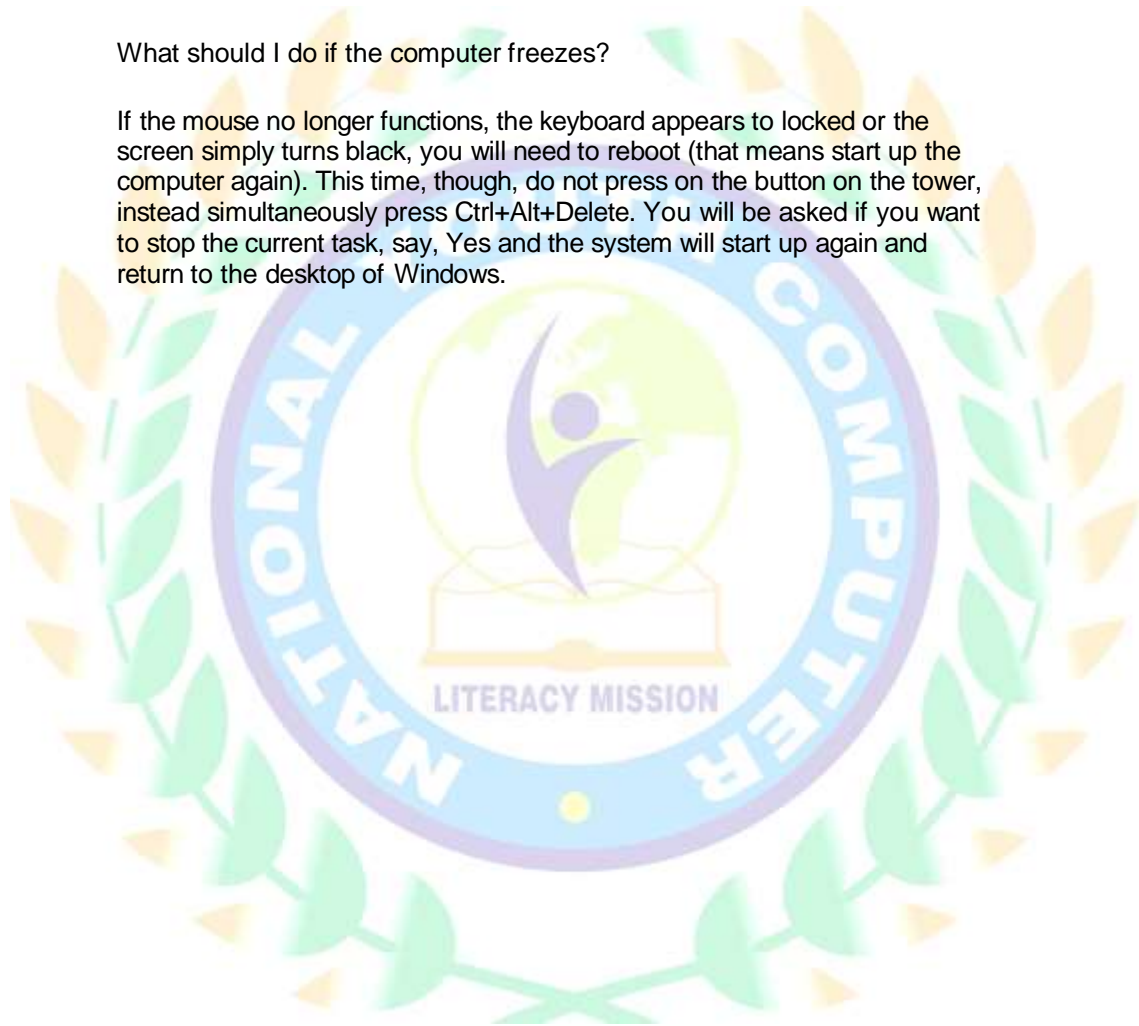 What should I do if the computer freezes?
If the mouse no longer functions, the keyboard appears to locked or the
screen simply turns black, you will need to reboot (that means start up the
computer again). This time, though, do not press on the button on the tower,
instead simultaneously press Ctrl+Alt+Delete. You will be asked if you want
to stop the current task, say, Yes and the system will start up again and
return to the desktop of Windows.
NATIONAL YOUTH COMPUTER
LITERACY MISSION